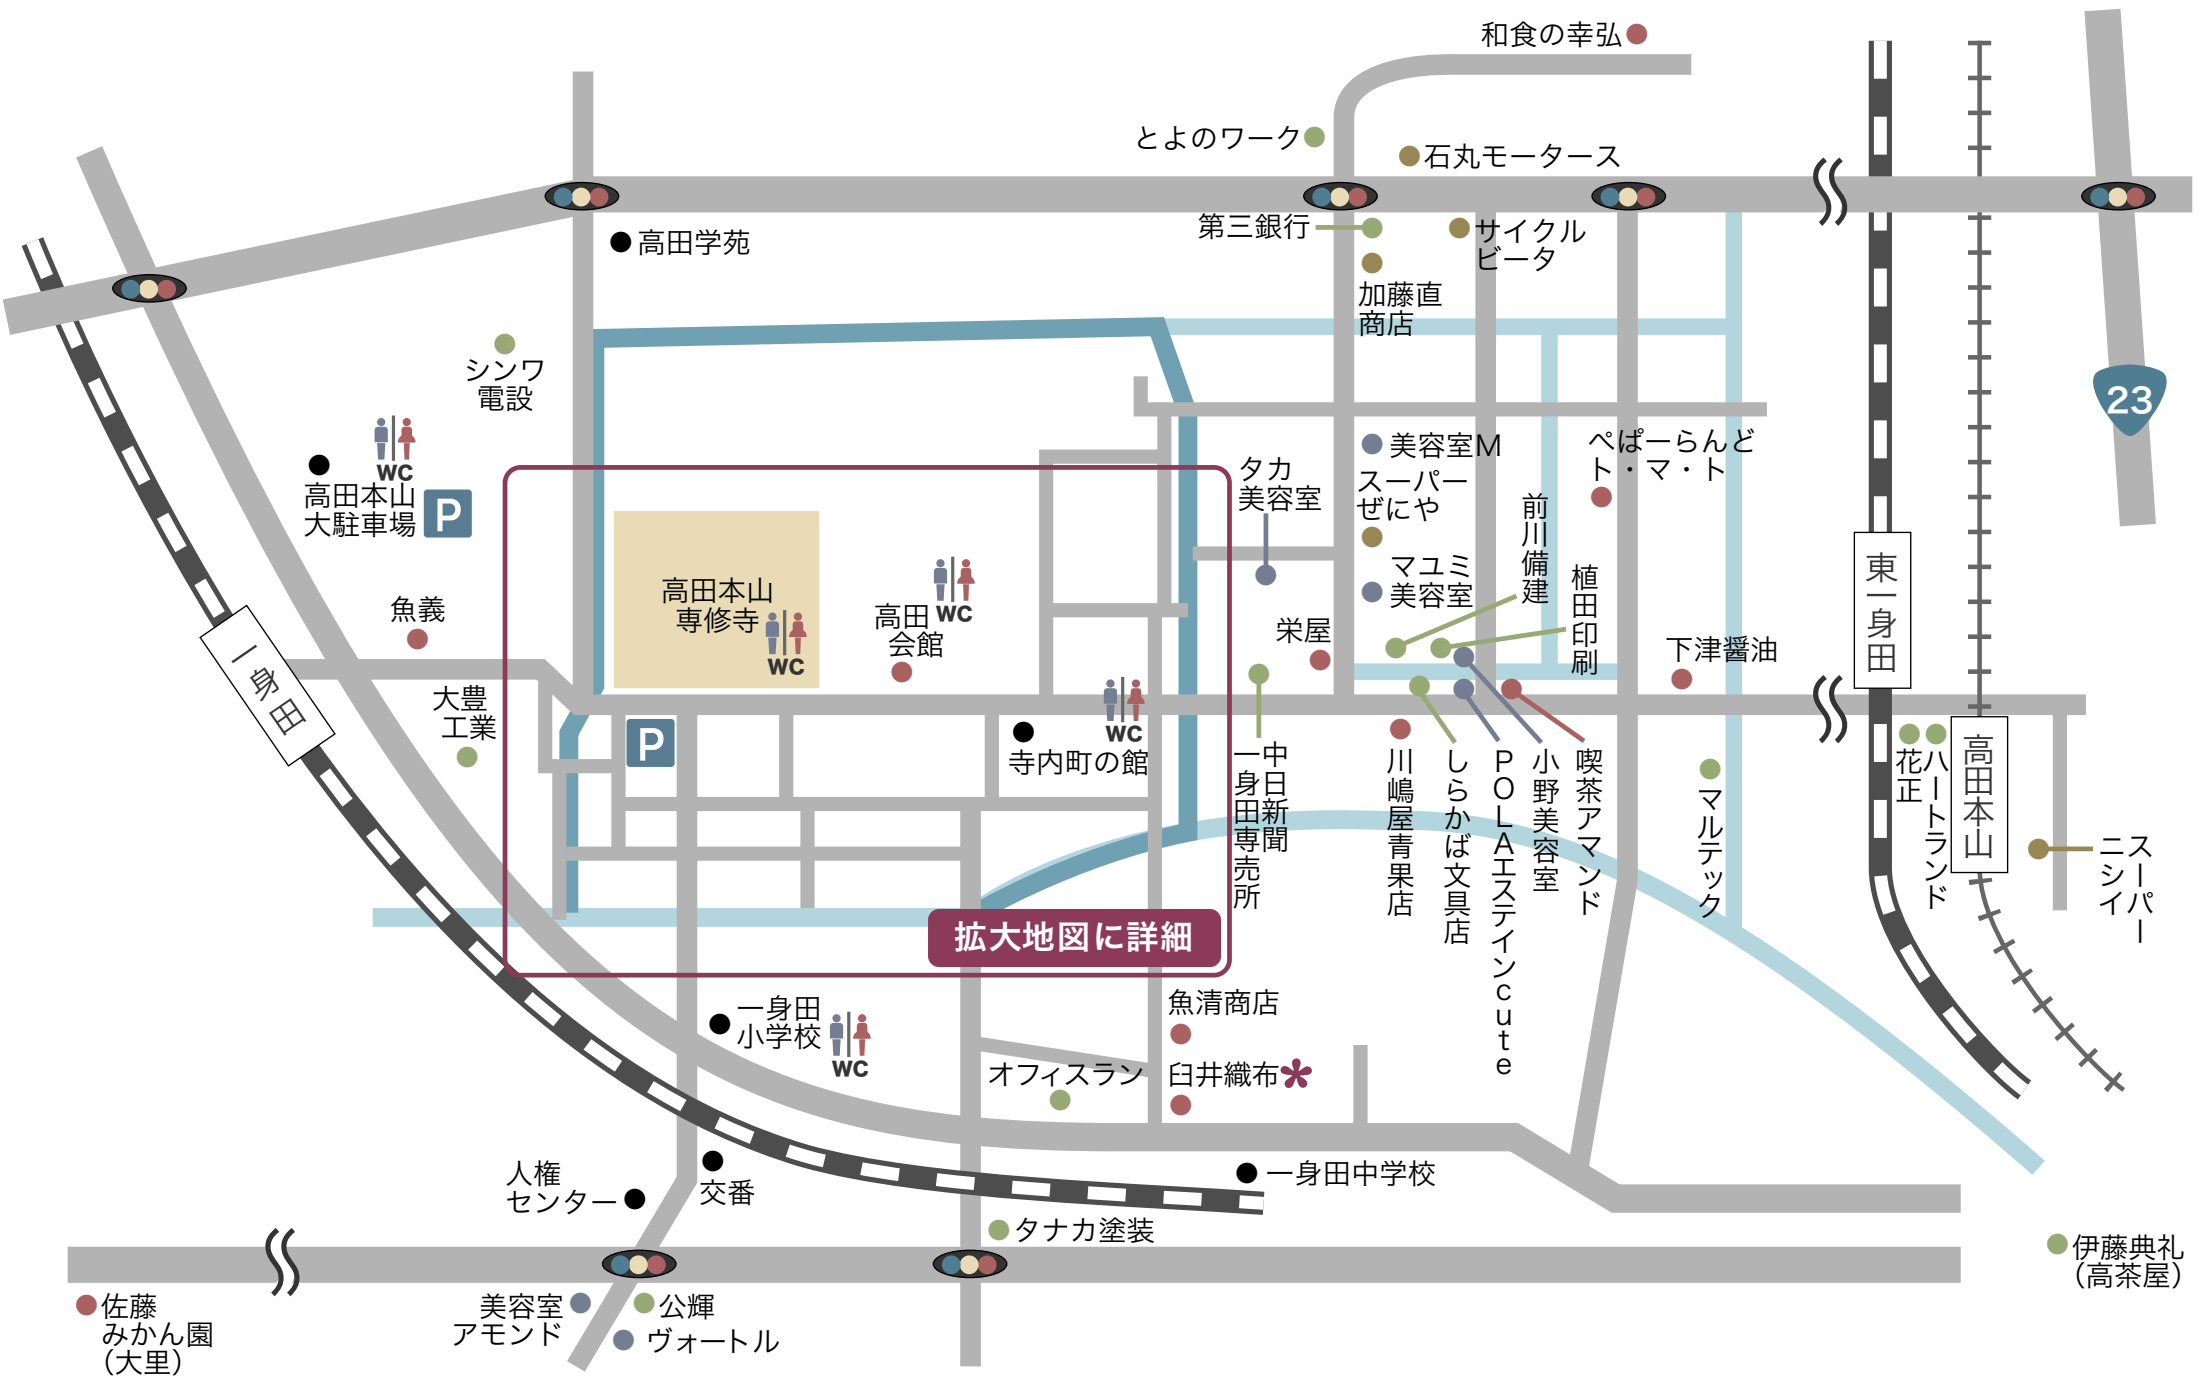 和食の幸弘
とよのワーク
石丸モータース
第三銀行
サイクル
ビータ
高田学苑
加藤直
商店
シンワ
電設
23
WC
高田本山
大駐車場
P
美容室M
ぺぱーらんど
ト・マ・ト
タカ
美容室
スーパー
ぜにや
前川備建
マユミ
美容室
植田印刷
東一身田
高田本山
専修寺
WC
高田
会館
WC
魚義
一身田
栄屋
下津醤油
大豊
工業
P
WC
寺内町の館
中日新聞
一身田専売所
川嶋屋青果店
しらかば文具店
POLAエステインcute
小野美容室
喫茶アマンド
マルテック
花正
ハートランド
高田本山
スーパー
ニシイ
拡大地図に詳細
一身田
小学校
WC
魚清商店
オフィスラン
臼井織布
人権
センター
交番
一身田中学校
タナカ塗装
伊藤典礼
（高茶屋）
佐藤
みかん園
（大里）
美容室
アモンド
公輝
ヴォートル